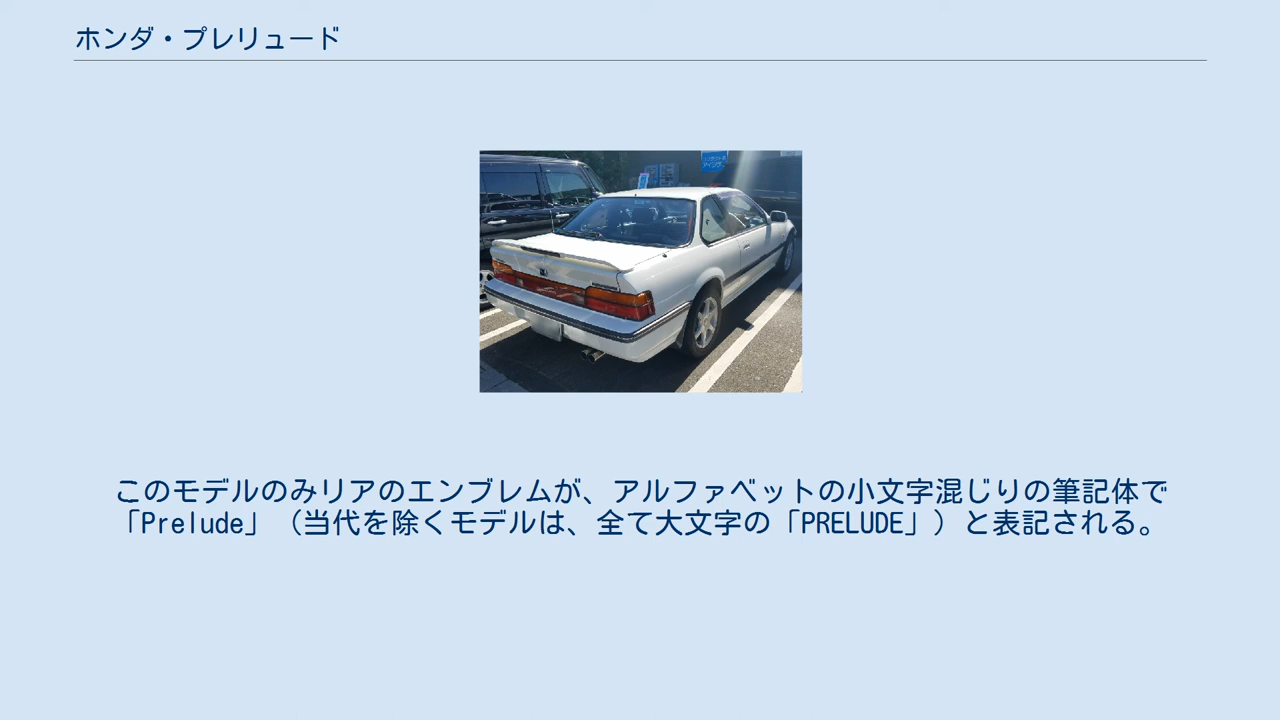 ホンダ・プレリュード
このモデルのみリアのエンブレムが、アルファベットの小文字混じりの筆記体で
「Prelude」（当代を除くモデルは、全て大文字の「PRELUDE」）と表記される。